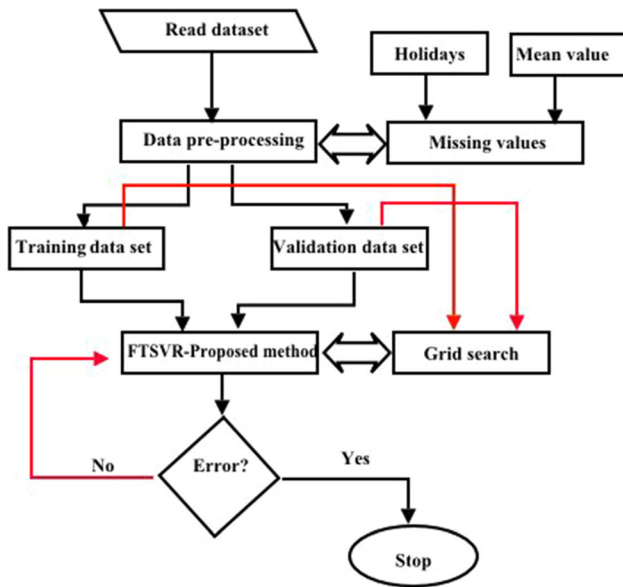 Read dataset
Holidays
Mean value
Data pre-processing
Missing values
Training data set
Validation data set
FTSVR-Proposed method
Grid search
No
Error?
Yes
Stop